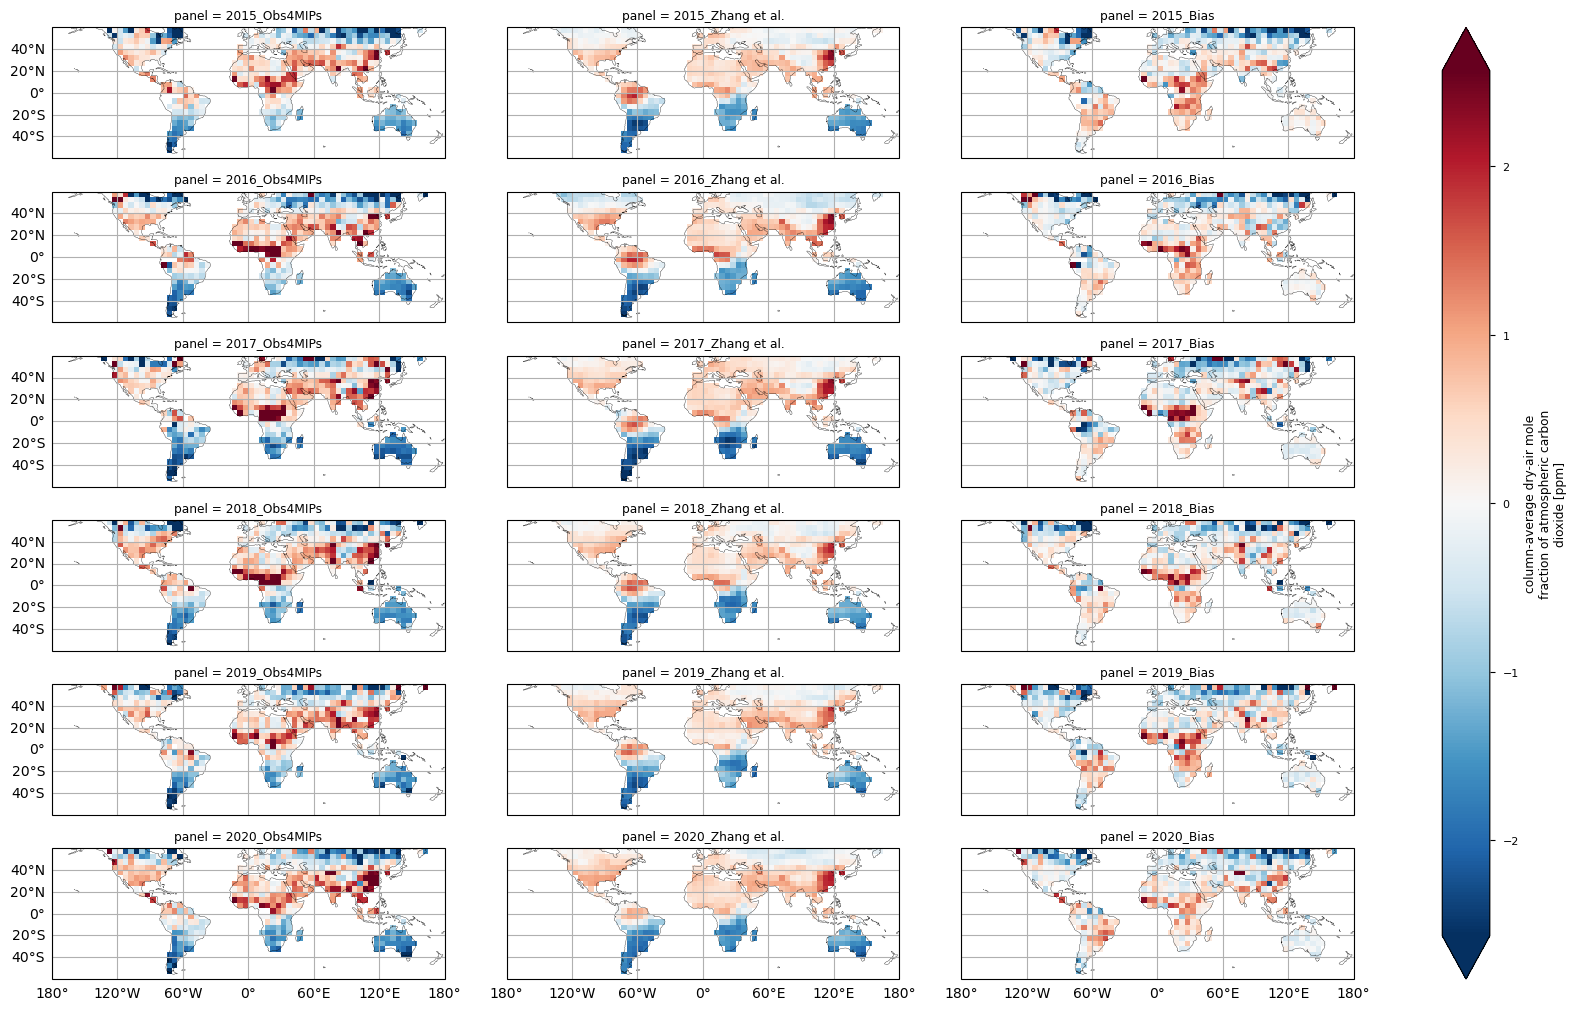 panel = 2015_Obs4MIPs
panel = 2015_Zhang et al.
panel = 2015_Bias
40°N
20°N
0°
20°S
40°S
panel = 2016_Obs4MIPs
panel = 2016_Zhang et al.
panel = 2016_Bias
40°N
20°N
0°
20°S
40°S
panel = 2017_Obs4MIPs
panel = 2017_Zhang et al.
panel = 2017_Bias
40°N
20°N
0°
20°S
40°S
panel = 2018_Obs4MIPs
panel = 2018_Zhang et al.
panel = 2018_Bias
40°N
20°N
0°
20°S
40°S
panel = 2019_Obs4MIPs
panel = 2019_Zhang et al.
panel = 2019_Bias
40°N
20°N
0°
20°S
40°S
panel = 2020_Obs4MIPs
panel = 2020_Zhang et al.
panel = 2020_Bias
40°N
20°N
0°
20°S
40°S
180° 120°W 60°W 0° 60°E 120°E 180°
180° 120°W 60°W 0° 60°E 120°E 180°
180° 120°W 60°W 0° 60°E 120°E 180°
2
1
0
−1
−2
column-average dry-air mole
fraction of atmospheric carbon
dioxide [ppm]